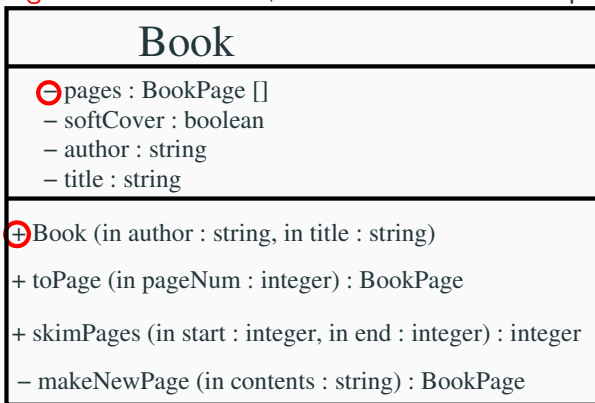 Book
− pages : BookPage []
− softCover : boolean
− author : string
− title : string
+ Book (in author : string, in title : string)
+ toPage (in pageNum : integer) : BookPage
+ skimPages (in start : integer, in end : integer) : integer
− makeNewPage (in contents : string) : BookPage